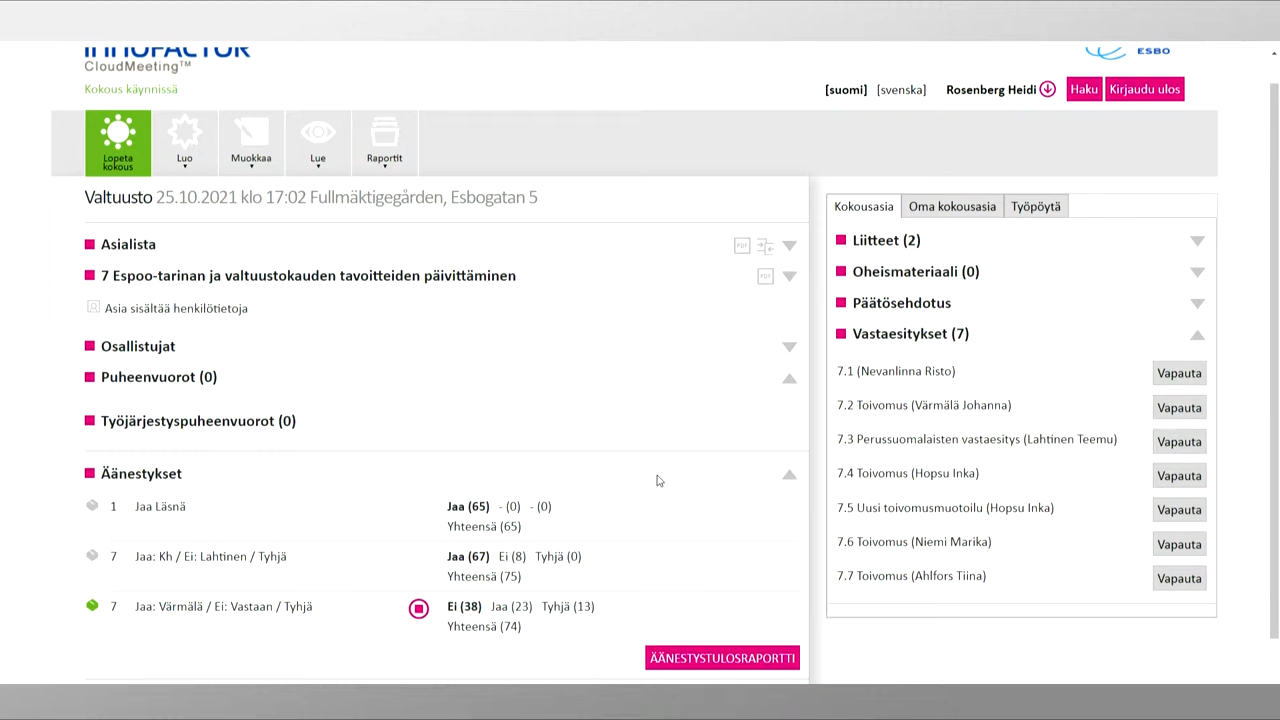 INNOFACTOR
CloudMeeting™
ESBO
Kokous käynnissä
[suomi] [svenska] Rosenberg Heidi Haku Kirjaudu ulos
Lopeta kokous
Luo
Muokkaa
Lue
Raportit
Valtuusto 25.10.2021 klo 17:02 Fullmäktigegården, Esbogatan 5
Asialista
PDF
7 Espoo-tarinan ja valtuustokauden tavoitteiden päivittäminen
PDF
Asia sisältää henkilötietoja
Osallistujat
Puheenvuorot (0)
Työjärjestyspuheenvuorot (0)
Äänestykset
1 Jaa Läsnä Jaa (65) - (0) - (0)
Yhteensä (65)
7 Jaa: Kh / Ei: Lahtinen / Tyhjä Jaa (67) Ei (8) Tyhjä (0)
Yhteensä (75)
7 Jaa: Värmälä / Ei: Vastaan / Tyhjä Ei (38) Jaa (23) Tyhjä (13)
Yhteensä (74)
ÄÄNESTYSTULOSRAPORTTI
Kokousasia Oma kokousasia Työpöytä
Liitteet (2)
Oheismateriaali (0)
Päätösehdotus
Vastaesitykset (7)
7.1 (Nevanlinna Risto) Vapauta
7.2 Toivomus (Värmälä Johanna) Vapauta
7.3 Perussuomalaisten vastaesitys (Lahtinen Teemu) Vapauta
7.4 Toivomus (Hopsu Inka) Vapauta
7.5 Uusi toivomusmuotoilu (Hopsu Inka) Vapauta
7.6 Toivomus (Niemi Marika) Vapauta
7.7 Toivomus (Ahlfors Tiina) Vapauta